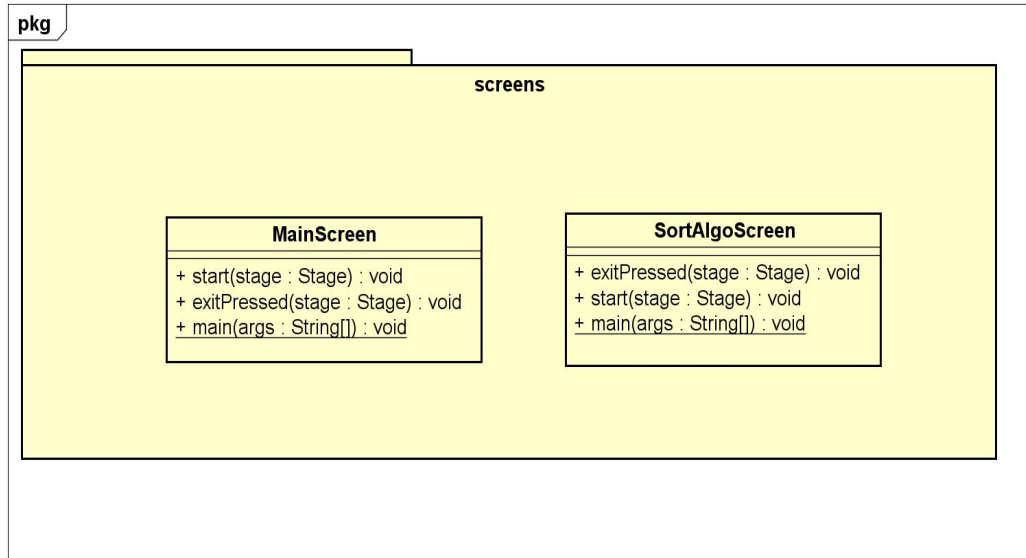 pkg
screens
MainScreen
+ start(stage : Stage) : void
+ exitPressed(stage : Stage) : void
+ main(args : String[]) : void
SortAlgoScreen
+ exitPressed(stage : Stage) : void
+ start(stage : Stage) : void
+ main(args : String[]) : void